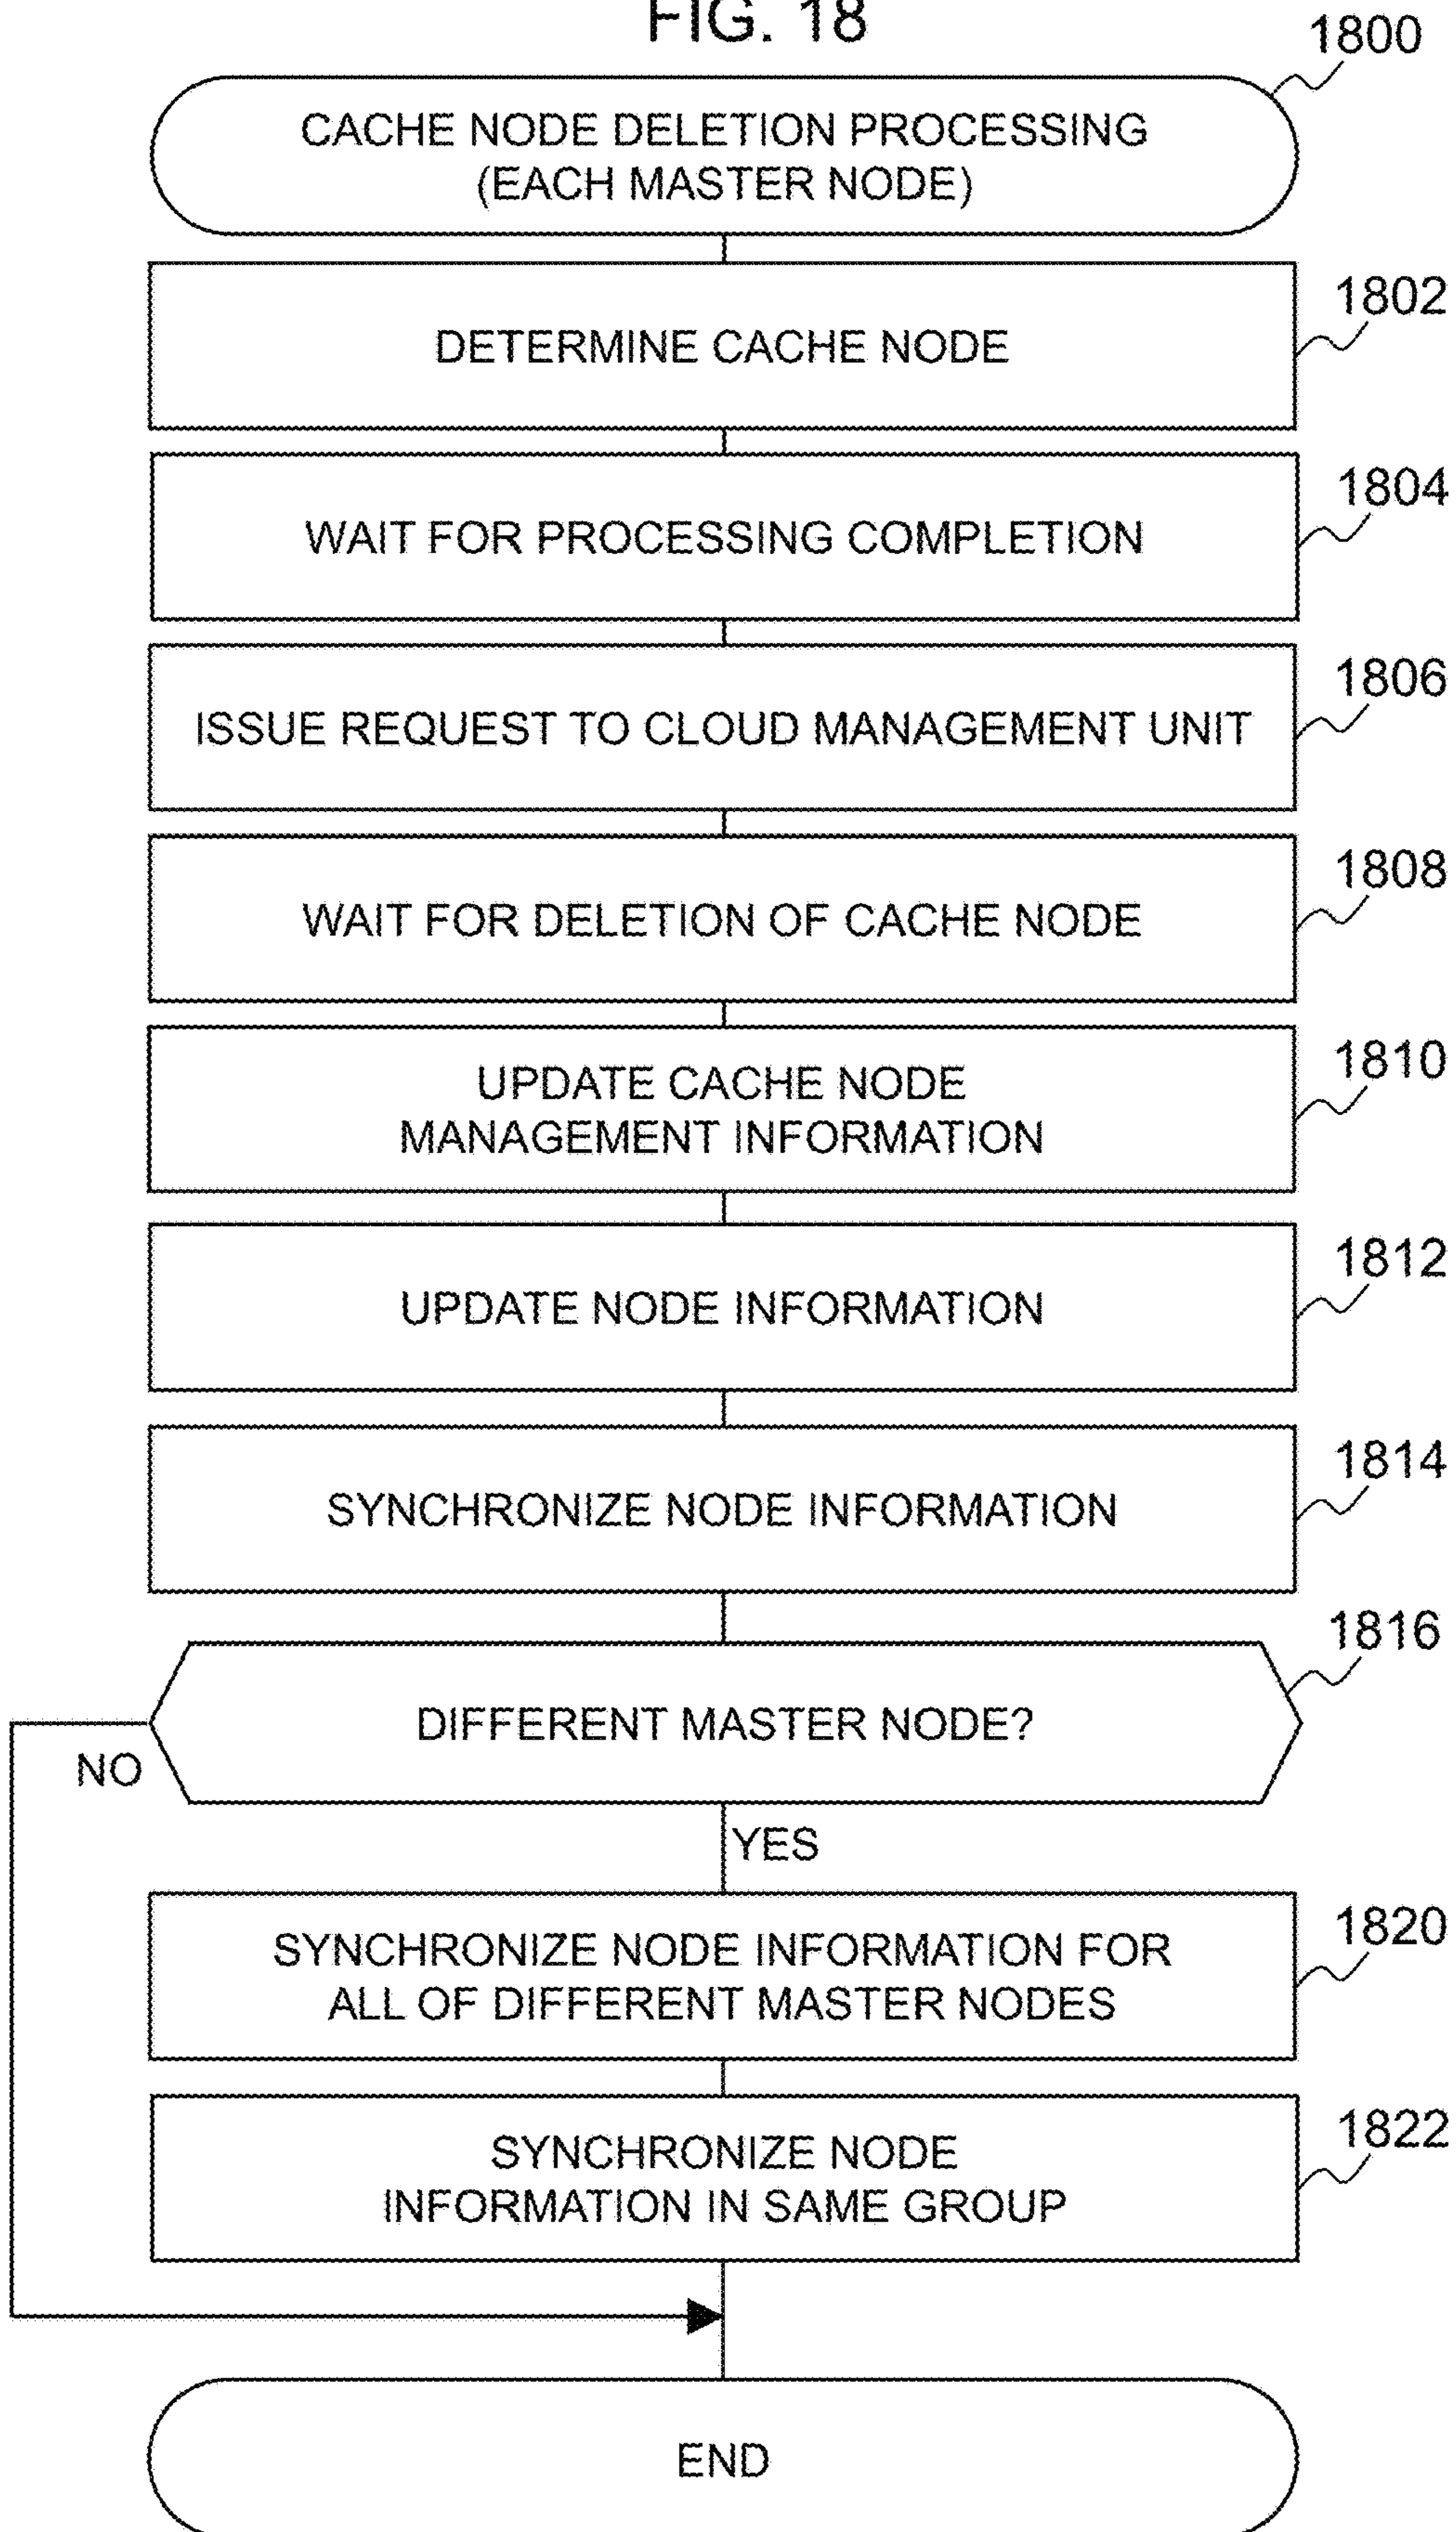 FIG. 18
1800
CACHE NODE DELETION PROCESSING
(EACH MASTER NODE)
1802
DETERMINE CACHE NODE
1804
WAIT FOR PROCESSING COMPLETION
1806
ISSUE REQUEST TO CLOUD MANAGEMENT UNIT
1808
WAIT FOR DELETION OF CACHE NODE
1810
UPDATE CACHE NODE
MANAGEMENT INFORMATION
1812
UPDATE NODE INFORMATION
1814
SYNCHRONIZE NODE INFORMATION
1816
DIFFERENT MASTER NODE?
NO
YES
1820
SYNCHRONIZE NODE INFORMATION FOR
ALL OF DIFFERENT MASTER NODES
1822
SYNCHRONIZE NODE
INFORMATION IN SAME GROUP
END